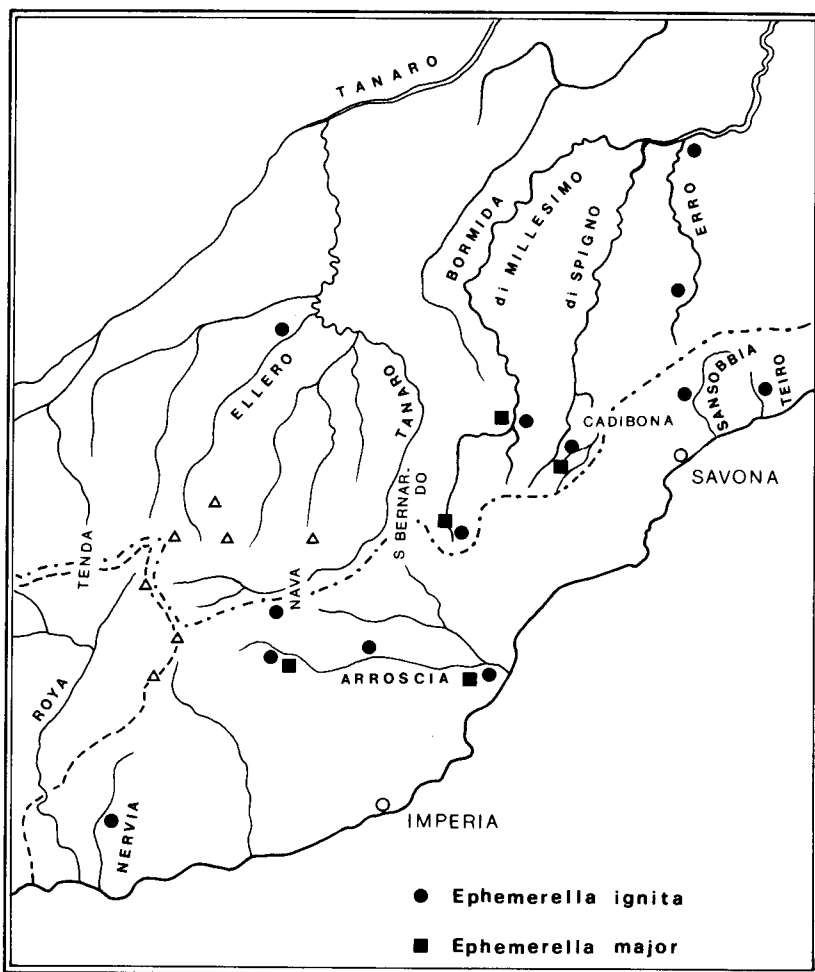 TANARO
BORMIDA
di MILLESIMO
di SPIGNO
ERRO
ELLERO
TANARO
SANSOBBIA
TEIRO
CADIBONA
SAVONA
S BERNAR.
DO
TENDA
NAVA
ROYA
ARROSCIA
NERVIA
IMPERIA
Ephemerella ignita
Ephemerella major